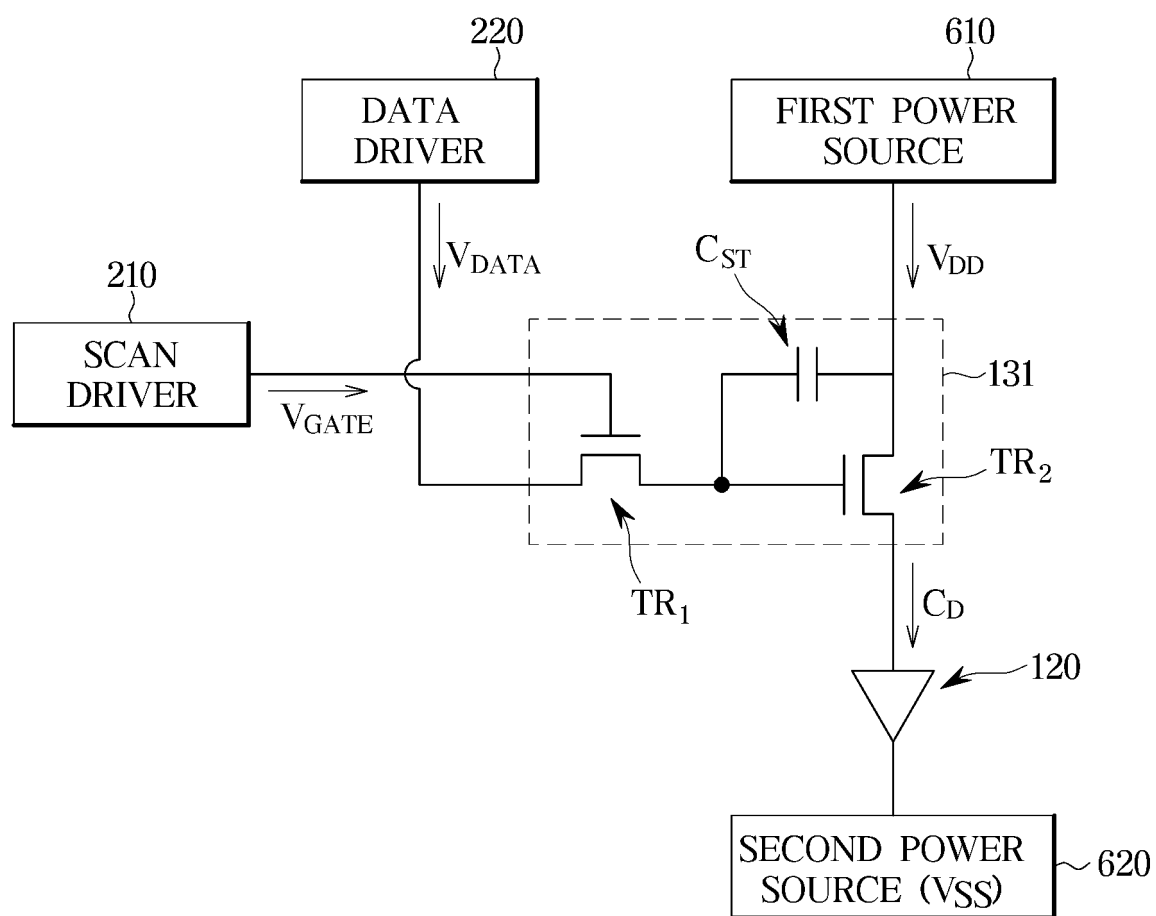 220
610
DATA
DRIVER
FIRST POWER
SOURCE
VDATA
CST
VDD
210
SCAN
DRIVER
VGATE
131
TR2
TR1
CD
120
SECOND POWER
SOURCE (VSS)
620